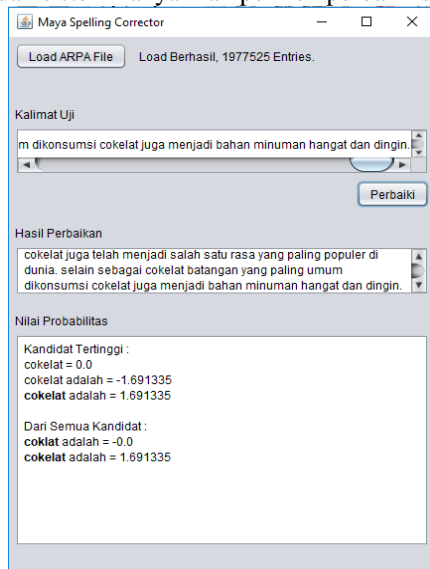 Maya Spelling Corrector
Load ARPA File Load Berhasil, 1977525 Entries.
Kalimat Uji
m dikonsumsi cokelat juga menjadi bahan minuman hangat dan dingin.
Perbaiki
Hasil Perbaikan
cokelat juga telah menjadi salah satu rasa yang paling populer di
dunia. selain sebagai cokelat batangan yang paling umum
dikonsumsi cokelat juga menjadi bahan minuman hangat dan dingin.
Nilai Probabilitas
Kandidat Tertinggi :
cokelat = 0.0
cokelat adalah = -1.691335
cokelat adalah = 1.691335
Dari Semua Kandidat :
coklat adalah = -0.0
cokelat adalah = 1.691335